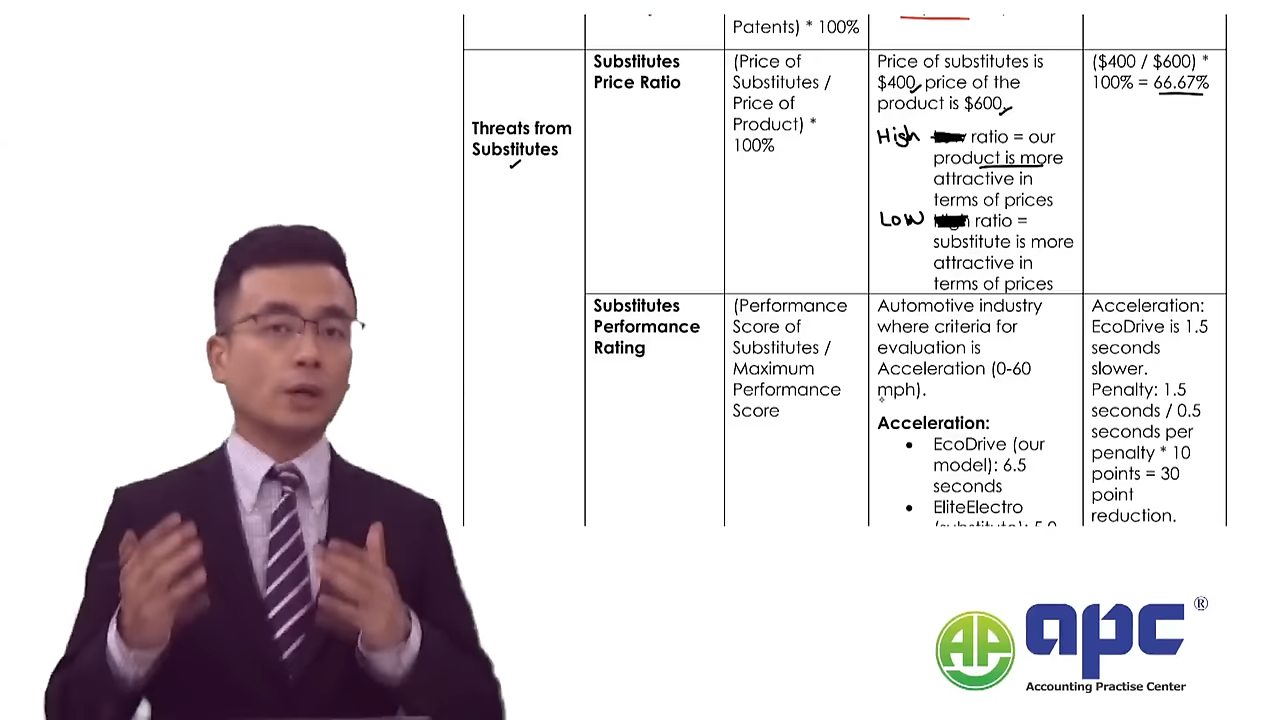 Patents) * 100%
Threats from
Substitutes
Substitutes
Price Ratio
(Price of
Substitutes /
Price of
Product) *
100%
Price of substitutes is
$400, price of the
product is $600.
High ratio = our
product is more
attractive in
terms of prices
Low ratio =
substitute is more
attractive in
terms of prices
($400 / $600) *
100% = 66.67%
Substitutes
Performance
Rating
(Performance
Score of
Substitutes /
Maximum
Performance
Score
Automotive industry
where criteria for
evaluation is
Acceleration (0-60
mph).
Acceleration:
• EcoDrive (our
model): 6.5
seconds
• EliteElectro
(substitute): 5.0
Acceleration:
EcoDrive is 1.5
seconds
slower.
Penalty: 1.5
seconds / 0.5
seconds per
penalty * 10
points = 30
point
reduction.
AP apc ®
Accounting Practise Center